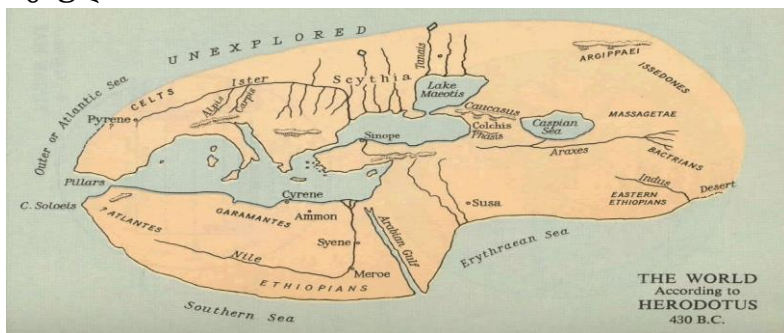 UNEXPLORED
Outer or Atlantic Sea
CELTS
Ister
Scythia
Tanais
ARGIPPAEI
ISSEDONES
Pyrene
Alpis
Carpis
Lake
Maeotis
Caucasus
Colchis
Phasis
Caspian
Sea
MASSAGETAE
Sinope
Araxes
BACTRIANS
Pillars
C. Soloeis
ATLANTES
GARAMANTES
Cyrene
Ammon
Susa
Indus
EASTERN
ETHIOPIANS
Desert
Nile
Syene
Meroe
Arabian Gulf
ETHIOPIANS
Erythraean Sea
Southern Sea
THE WORLD
According to
HERODOTUS
430 B.C.